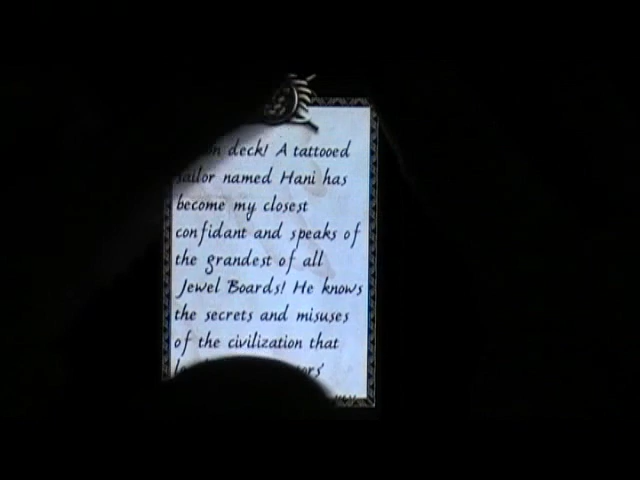 deck! A tattooed
sailor named Hani has
become my closest
confidant and speaks of
the grandest of all
Jewel Boards! He knows
the secrets and misuses
of the civilization that